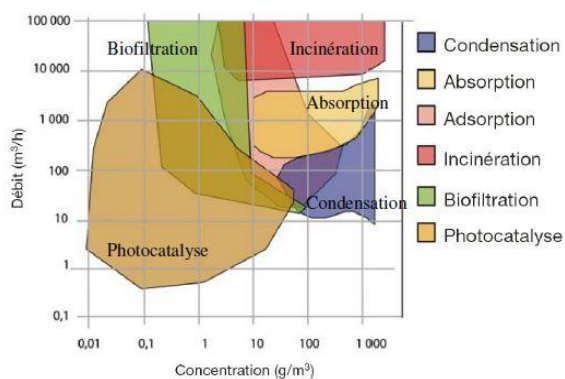 100 000
10 000
1 000
100
10
1
0,1
Débit (m³/h)
0,01
0,1
1
10
100
1 000
Concentration (g/m³)
Biofiltration
Incinération
Absorption
Condensation
Photocatalyse
Condensation
Absorption
Adsorption
Incinération
Biofiltration
Photocatalyse